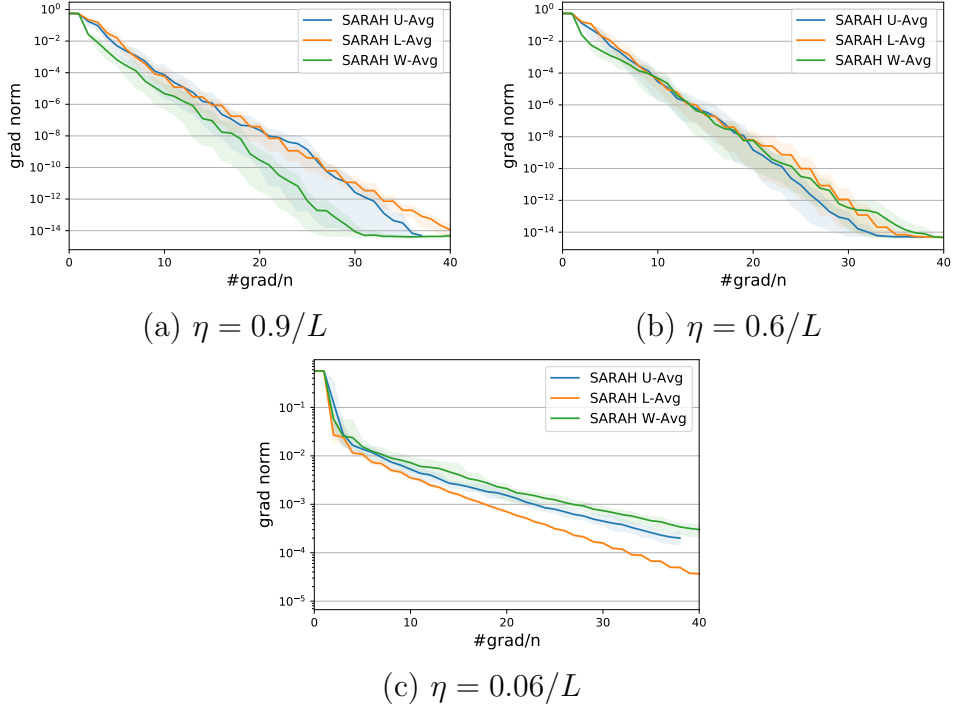 SARAH U-Avg
SARAH L-Avg
SARAH W-Avg
grad norm
10^0
10^{-2}
10^{-4}
10^{-6}
10^{-8}
10^{-10}
10^{-12}
10^{-14}
0 10 20 30 40
#grad/n
(a) η = 0.9/L
SARAH U-Avg
SARAH L-Avg
SARAH W-Avg
grad norm
10^0
10^{-2}
10^{-4}
10^{-6}
10^{-8}
10^{-10}
10^{-12}
10^{-14}
0 10 20 30 40
#grad/n
(b) η = 0.6/L
SARAH U-Avg
SARAH L-Avg
SARAH W-Avg
grad norm
10^{-1}
10^{-2}
10^{-3}
10^{-4}
10^{-5}
0 10 20 30 40
#grad/n
(c) η = 0.06/L